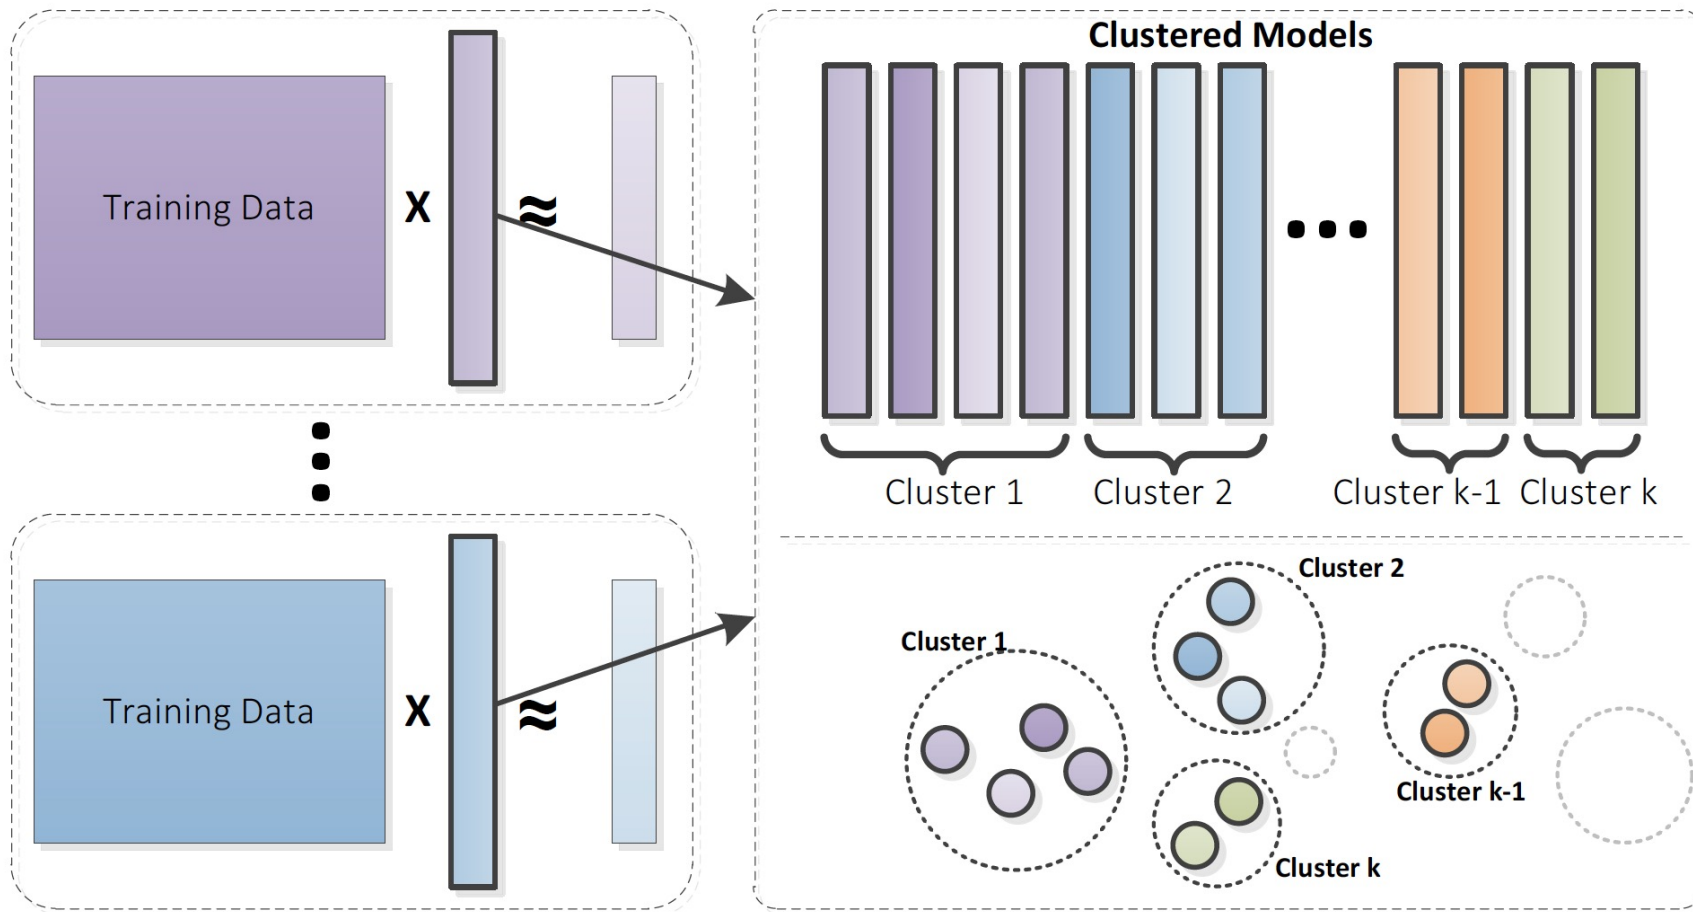 Training Data
X
≈
Training Data
X
≈
Clustered Models
Cluster 1
Cluster 2
Cluster k-1
Cluster k
Cluster 2
Cluster 1
Cluster k-1
Cluster k